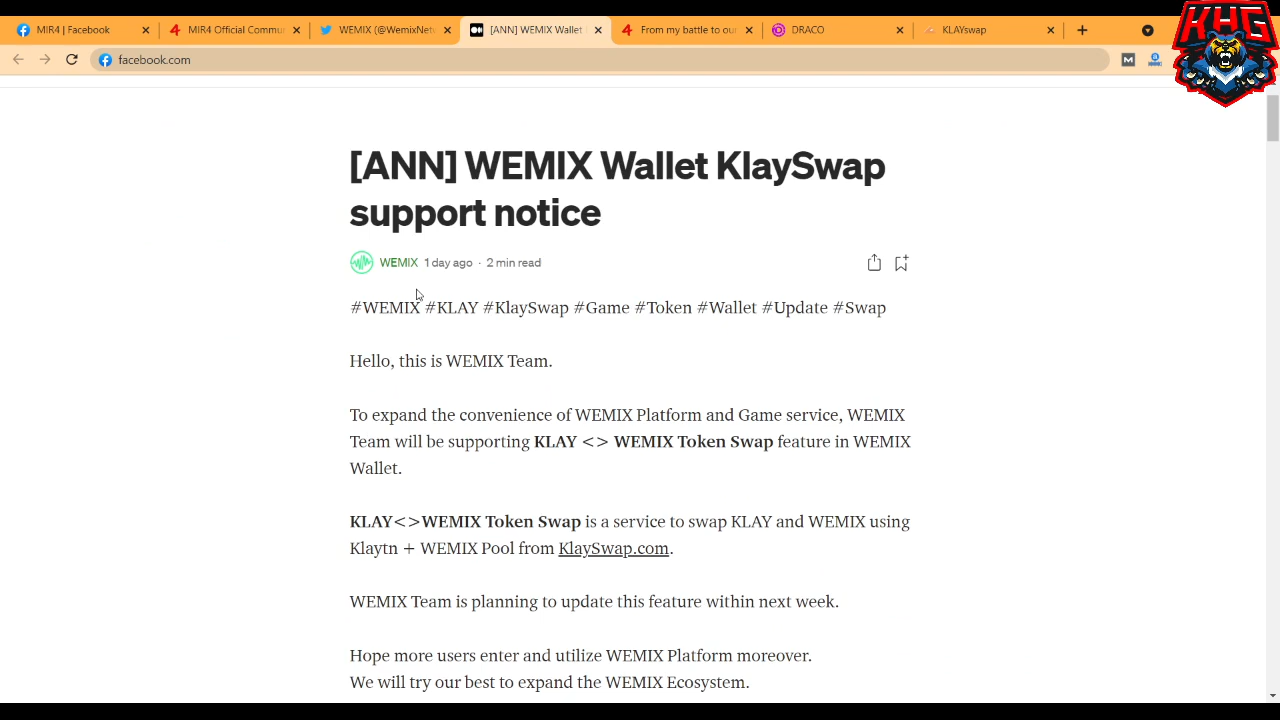 MIR4 | Facebook
MIR4 Official Commu
WEMIX (@WemixNet
[ANN] WEMIX Wallet
From my battle to ou
DRACO
KLAYswap
KHG
facebook.com
[ANN] WEMIX Wallet KlaySwap
support notice
WEMIX 1 day ago · 2 min read
#WEMIX #KLAY #KlaySwap #Game #Token #Wallet #Update #Swap
Hello, this is WEMIX Team.
To expand the convenience of WEMIX Platform and Game service, WEMIX
Team will be supporting KLAY <> WEMIX Token Swap feature in WEMIX
Wallet.
KLAY<>WEMIX Token Swap is a service to swap KLAY and WEMIX using
Klaytn + WEMIX Pool from KlaySwap.com.
WEMIX Team is planning to update this feature within next week.
Hope more users enter and utilize WEMIX Platform moreover.
We will try our best to expand the WEMIX Ecosystem.